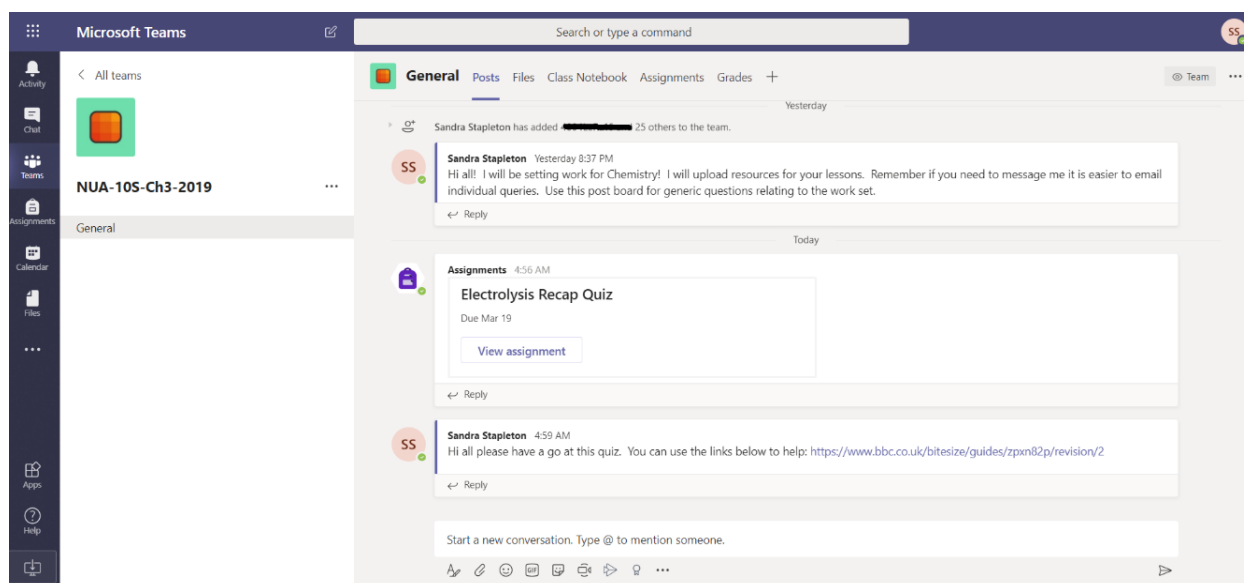 Microsoft Teams
Search or type a command
SS
Activity
Chat
Teams
Assignments
Calendar
Files
Apps
Help
All teams
NUA-10S-Ch3-2019
General
General Posts Files Class Notebook Assignments Grades
Team
Yesterday
Sandra Stapleton has added 25 others to the team.
SS
Sandra Stapleton Yesterday 8:37 PM
Hi all! I will be setting work for Chemistry! I will upload resources for your lessons. Remember if you need to message me it is easier to email
individual queries. Use this post board for generic questions relating to the work set.
Reply
Today
Assignments 4:56 AM
Electrolysis Recap Quiz
Due Mar 19
View assignment
Reply
SS
Sandra Stapleton 4:59 AM
Hi all please have a go at this quiz. You can use the links below to help: https://www.bbc.co.uk/bitesize/guides/zpxn82p/revision/2
Reply
Start a new conversation. Type @ to mention someone.
GIF